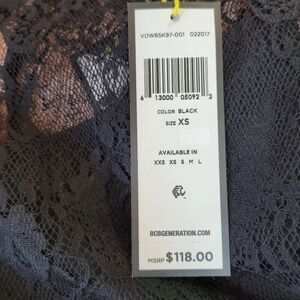 VDW65K97-001 022017
6 13000 05092 2
COLOR BLACK
SIZE XS
AVAILABLE IN
XXS XS S M L
BCBGENERATION.COM
MSRP $118.00